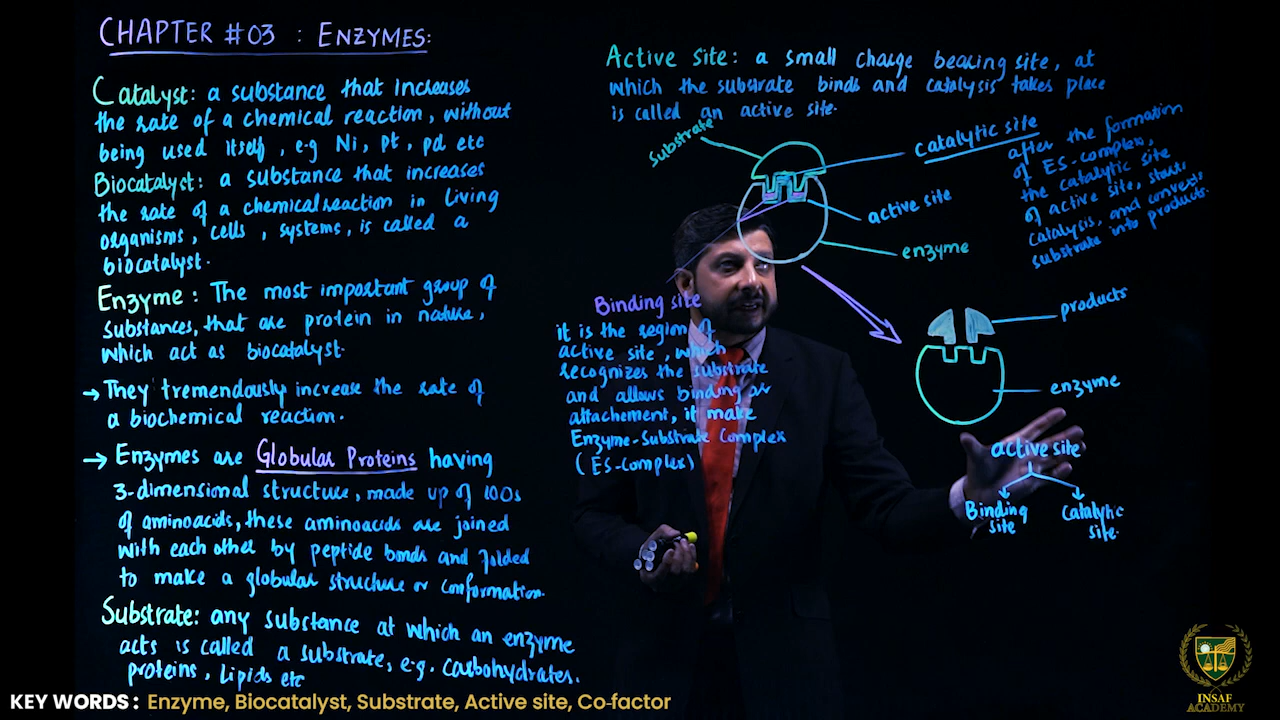 CHAPTER #03 : ENZYMES:
Catalyst: a substance that increases
the rate of a chemical reaction, without
being used itself, e.g Ni, Pt, pd etc
Biocatalyst: a substance that increases
the rate of a chemical reaction in living
organisms, cells, systems, is called a
biocatalyst.
Enzyme: The most important group of
substances, that are protein in nature,
which act as biocatalyst.
→ They tremendously increase the rate of
a biochemical reaction.
→ Enzymes are Globular Proteins having
3-dimensional structure, made up of 100s
of aminoacids, these aminoacids are joined
with each other by peptide bonds and folded
to make a globular structure or conformation.
Substrate: any substance at which an enzyme
acts is called a substrate, e.g. carbohydrates.
proteins, lipids etc
Active site: a small charge bearing site, at
which the substrate binds and catalysis takes place
is called an active site.
Substrate
catalytic site
active site
enzyme
after the formation
of ES-complex,
the catalytic site
of active site, starts
catalysis, and converts
substrate into products.
Binding site
it is the region of
active site, which
recognizes the substrate
and allows binding or
attachement, it make
Enzyme-Substrate Complex
(ES-complex)
products
enzyme
active site
Binding site
Catalytic site.
KEY WORDS: Enzyme, Biocatalyst, Substrate, Active site, Co-factor
INSAF
ACADEMY